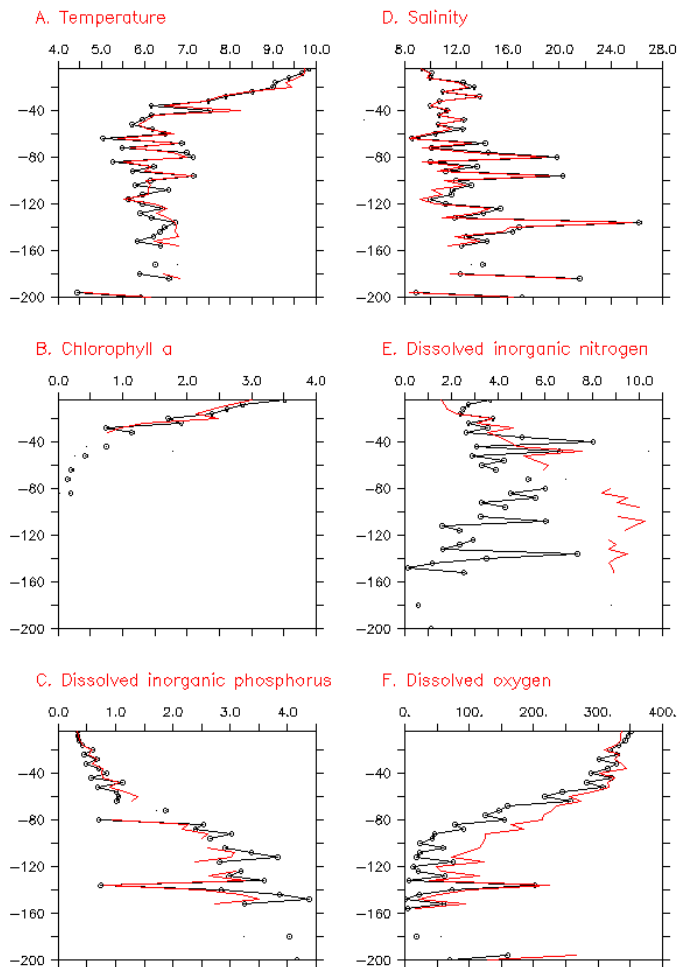 A. Temperature
D. Salinity
4.0 5.0 6.0 7.0 8.0 9.0 10.0
8.0 12.0 16.0 20.0 24.0 28.0
-40
-80
-120
-160
-200
-40
-80
-120
-160
-200
B. Chlorophyll a
E. Dissolved inorganic nitrogen
0.0 1.0 2.0 3.0 4.0
0.0 2.0 4.0 6.0 8.0 10.0
-40
-80
-120
-160
-200
-40
-80
-120
-160
-200
C. Dissolved inorganic phosphorus
F. Dissolved oxygen
0.0 1.0 2.0 3.0 4.0
0. 100. 200. 300. 400.
-40
-80
-120
-160
-200
-40
-80
-120
-160
-200